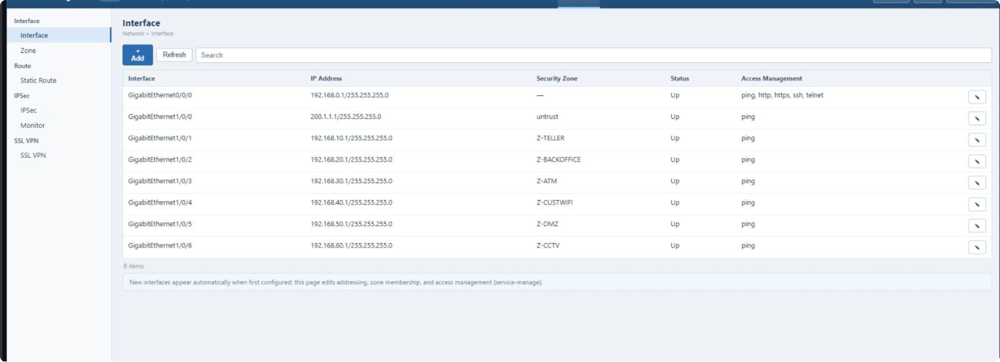 Interface
Interface
Zone
Route
Static Route
IPSec
IPSec
Monitor
SSL VPN
SSL VPN
Interface
Network > Interface
+ Add
Refresh
Search
Interface IP Address Security Zone Status Access Management
GigabitEthernet0/0/0 192.168.0.1/255.255.255.0 — Up ping, http, https, ssh, telnet
GigabitEthernet1/0/0 200.1.1.1/255.255.255.0 untrust Up ping
GigabitEthernet1/0/1 192.168.10.1/255.255.255.0 Z-TELLER Up ping
GigabitEthernet1/0/2 192.168.20.1/255.255.255.0 Z-BACKOFFICE Up ping
GigabitEthernet1/0/3 192.168.30.1/255.255.255.0 Z-ATM Up ping
GigabitEthernet1/0/4 192.168.40.1/255.255.255.0 Z-CUSTWIFI Up ping
GigabitEthernet1/0/5 192.168.50.1/255.255.255.0 Z-DMZ Up ping
GigabitEthernet1/0/6 192.168.60.1/255.255.255.0 Z-CCTV Up ping
8 items
New interfaces appear automatically when first configured; this page edits addressing, zone membership, and access management (service-manage).